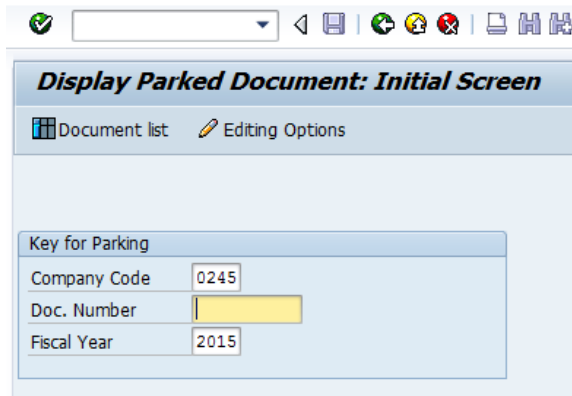 Display Parked Document: Initial Screen
Document list Editing Options
Key for Parking
Company Code 0245
Doc. Number
Fiscal Year 2015